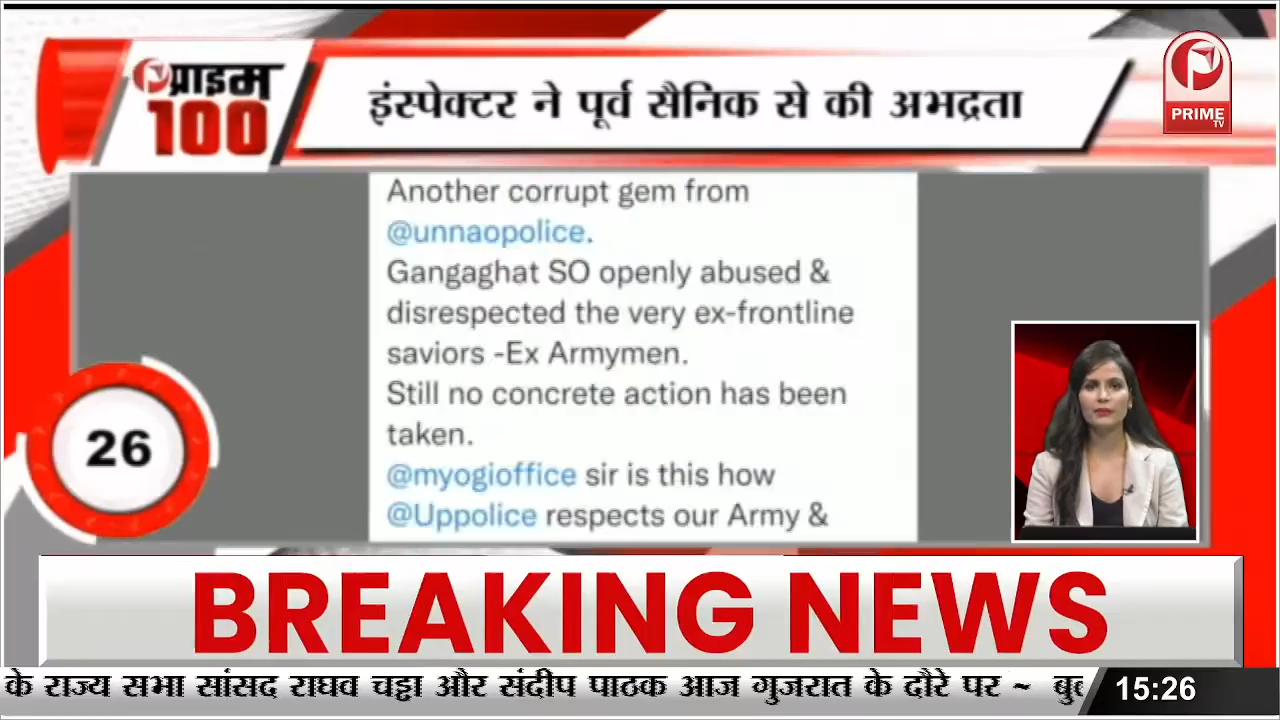 प्राइम
100
इंस्पेक्टर ने पूर्व सैनिक से की अभद्रता
PRIME
TV
Another corrupt gem from
@unnaopolice.
Gangaghat SO openly abused &
disrespected the very ex-frontline
saviors -Ex Armymen.
Still no concrete action has been
taken.
@myogioffice sir is this how
@Uppolice respects our Army &
26
BREAKING NEWS
के राज्य सभा सांसद राघव चड्ढा और संदीप पाठक आज गुजरात के दौरे पर ~
15:26